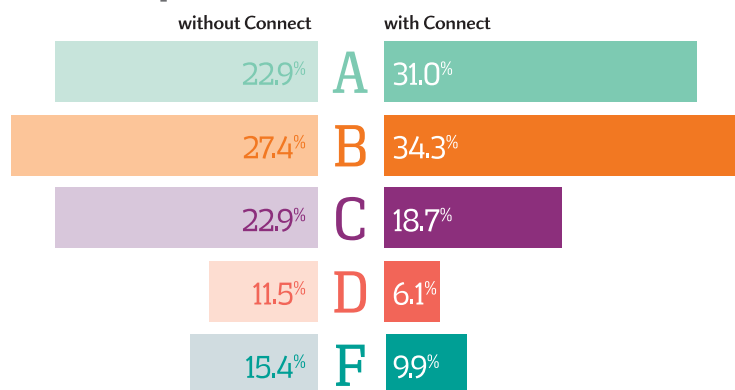 without Connect with Connect
22.9% A 31.0%
27.4% B 34.3%
22.9% C 18.7%
11.5% D 6.1%
15.4% F 9.9%